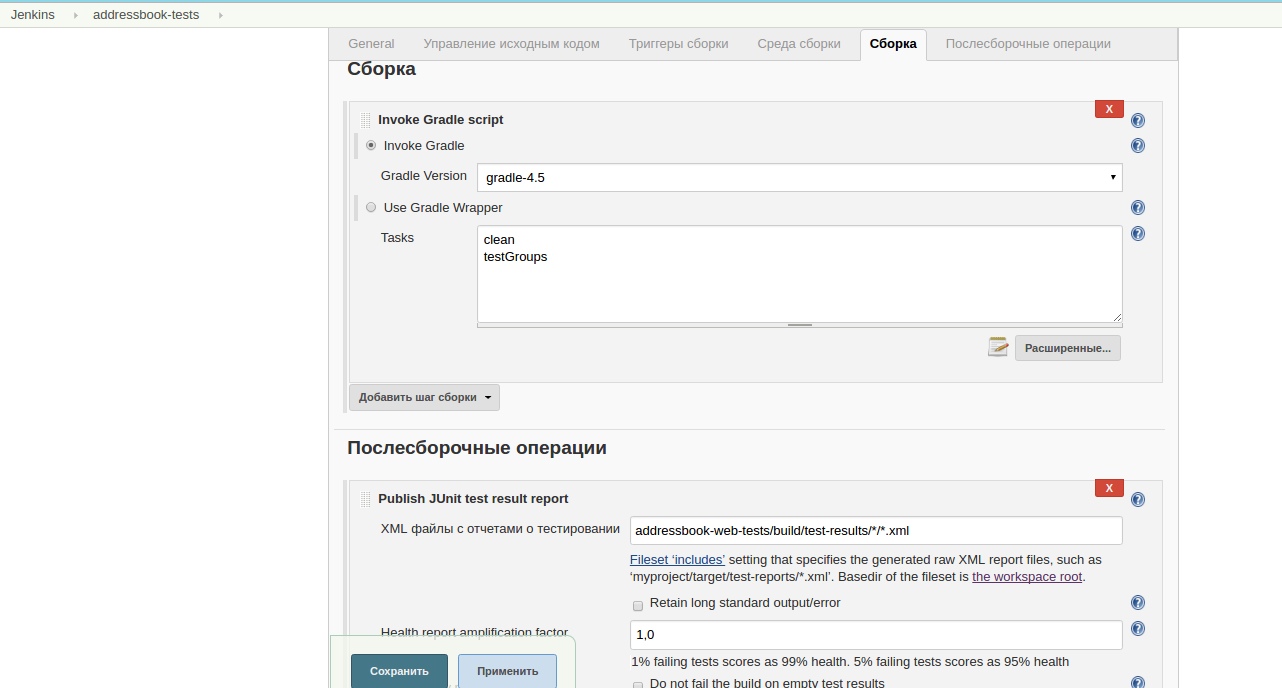 Jenkins addressbook-tests
General Управление исходным кодом Триггеры сборки Среда сборки Сборка Послесборочные операции
Сборка
X
Invoke Gradle script
Invoke Gradle
Gradle Version gradle-4.5
Use Gradle Wrapper
Tasks clean
testGroups
Расширенные...
Добавить шаг сборки
Послесборочные операции
X
Publish JUnit test result report
XML файлы с отчетами о тестировании addressbook-web-tests/build/test-results/*/*.xml
Fileset ‘includes’ setting that specifies the generated raw XML report files, such as
‘myproject/target/test-reports/*.xml’. Basedir of the fileset is the workspace root.
Retain long standard output/error
Health report amplification factor 1,0
1% failing tests scores as 99% health. 5% failing tests scores as 95% health
Сохранить Применить
Do not fail the build on empty test results